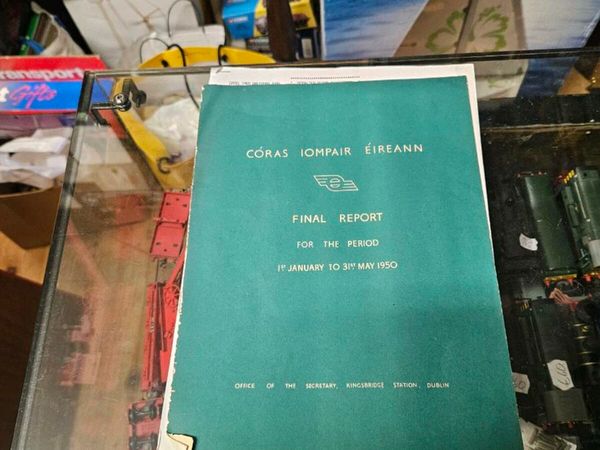 transport
Gifts
CÓRAS IOMPAIR ÉIREANN
FINAL REPORT
FOR THE PERIOD
1ST JANUARY TO 31ST MAY 1950
OFFICE OF THE SECRETARY, KINGSBRIDGE STATION, DUBLIN